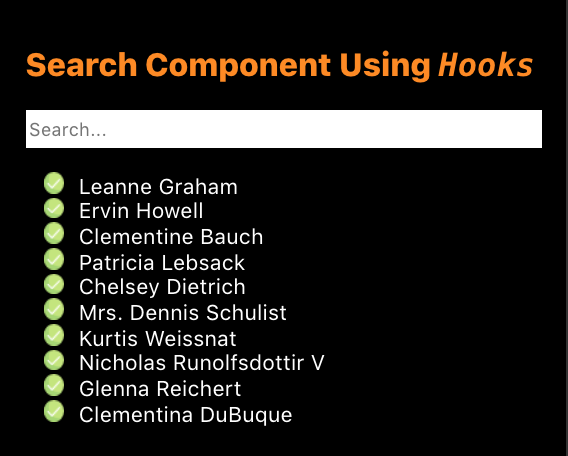 Search Component Using Hooks
Search...
Leanne Graham
Ervin Howell
Clementine Bauch
Patricia Lebsack
Chelsey Dietrich
Mrs. Dennis Schulist
Kurtis Weissnat
Nicholas Runolfsdottir V
Glenna Reichert
Clementina DuBuque